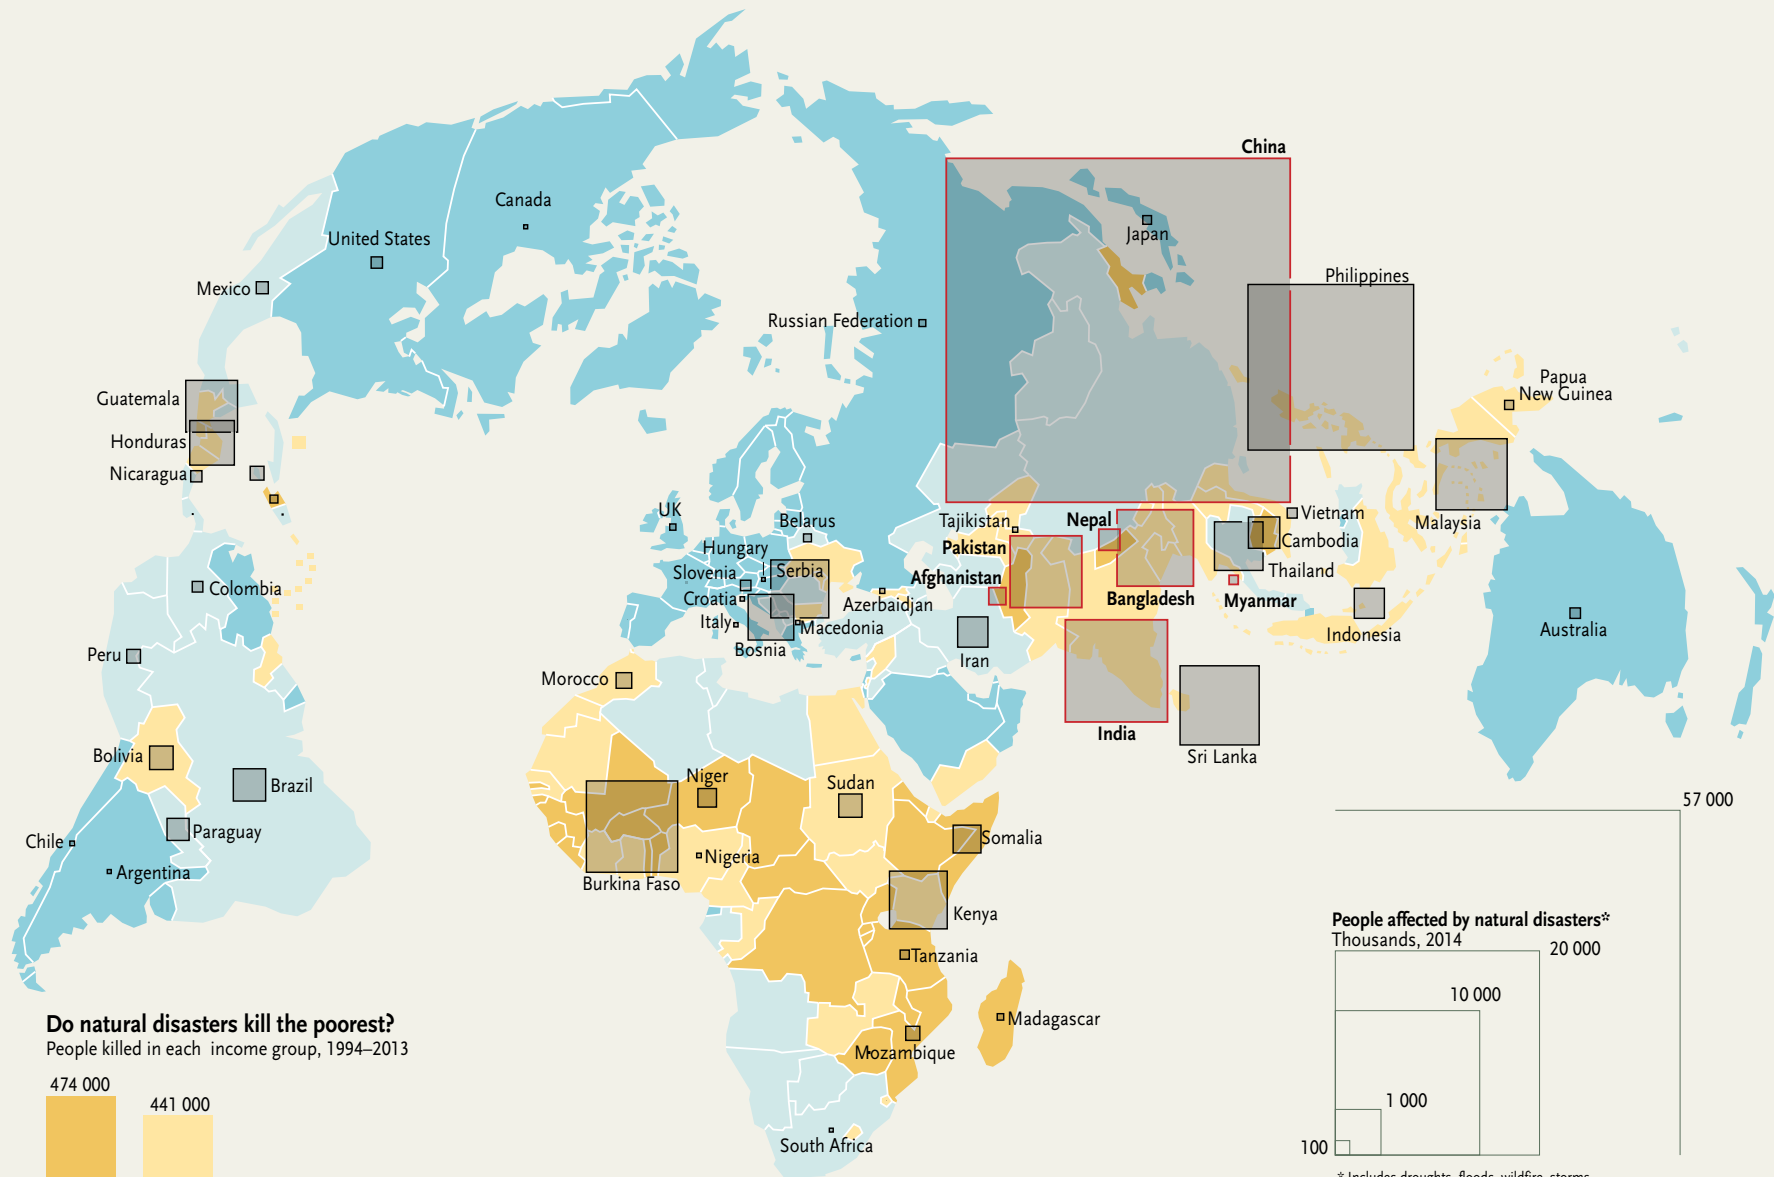 China
Canada
Japan
United States
Philippines
Mexico
Russian Federation
Papua
New Guinea
Guatemala
Honduras
Nicaragua
UK
Belarus
Tajikistan
Nepal
Vietnam
Malaysia
Hungary
Pakistan
Cambodia
Slovenia
Serbia
Afghanistan
Thailand
Colombia
Croatia
Azerbaidjan
Bangladesh
Myanmar
Italy
Macedonia
Indonesia
Australia
Bosnia
Peru
Iran
Morocco
India
Bolivia
Sri Lanka
Brazil
Niger
Sudan
57 000
Paraguay
Chile
Somalia
Argentina
Nigeria
Burkina Faso
Kenya
People affected by natural disasters*
Thousands, 2014
20 000
Tanzania
10 000
Do natural disasters kill the poorest?
Madagascar
People killed in each income group, 1994–2013
Mozambique
474 000
441 000
1 000
South Africa
100
* Includes droughts, floods, wildfire, storms,